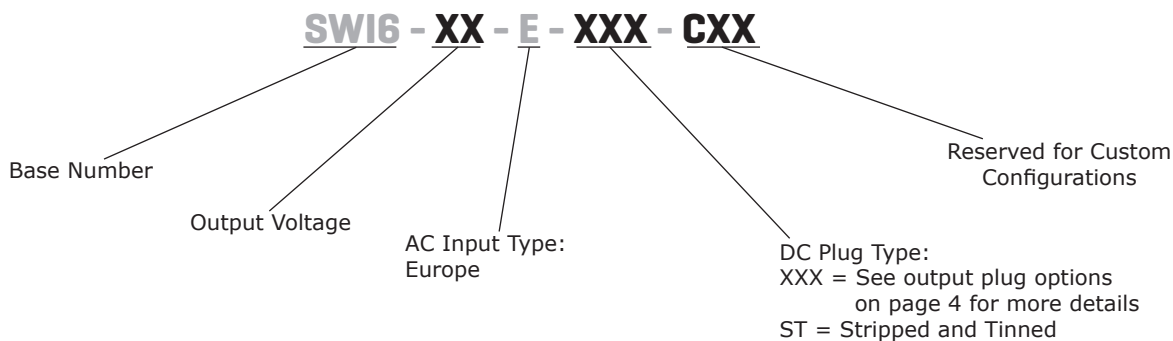 SWI6 - XX - E - XXX - CXX
Base Number
Output Voltage
AC Input Type:
Europe
DC Plug Type:
XXX = See output plug options
on page 4 for more details
ST = Stripped and Tinned
Reserved for Custom
Configurations